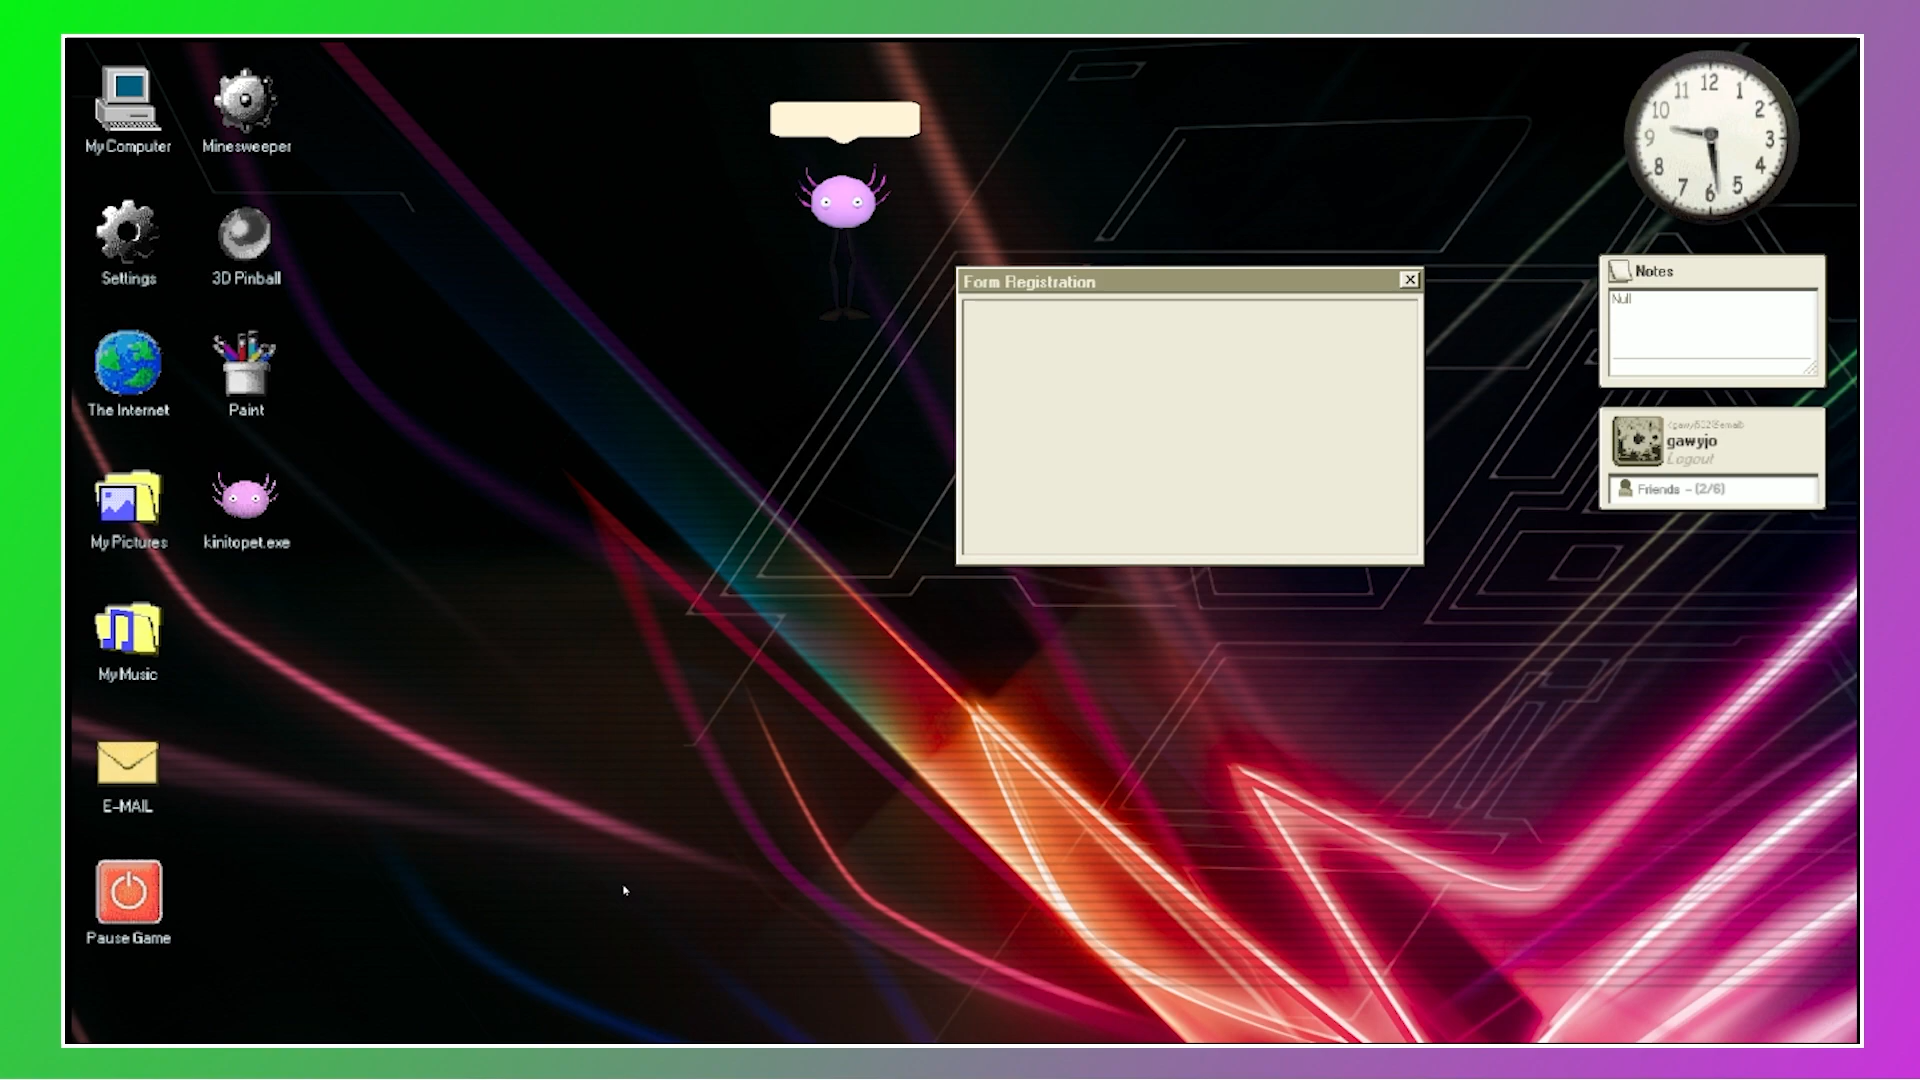 My Computer
Minesweeper
Settings
3D Pinball
The Internet
Paint
My Pictures
kinitopet.exe
My Music
E-MAIL
Pause Game
Form Registration
12
1
2
3
4
5
6
7
8
9
10
11
Notes
Null
gawyjo
Logout
Friends - (2/6)